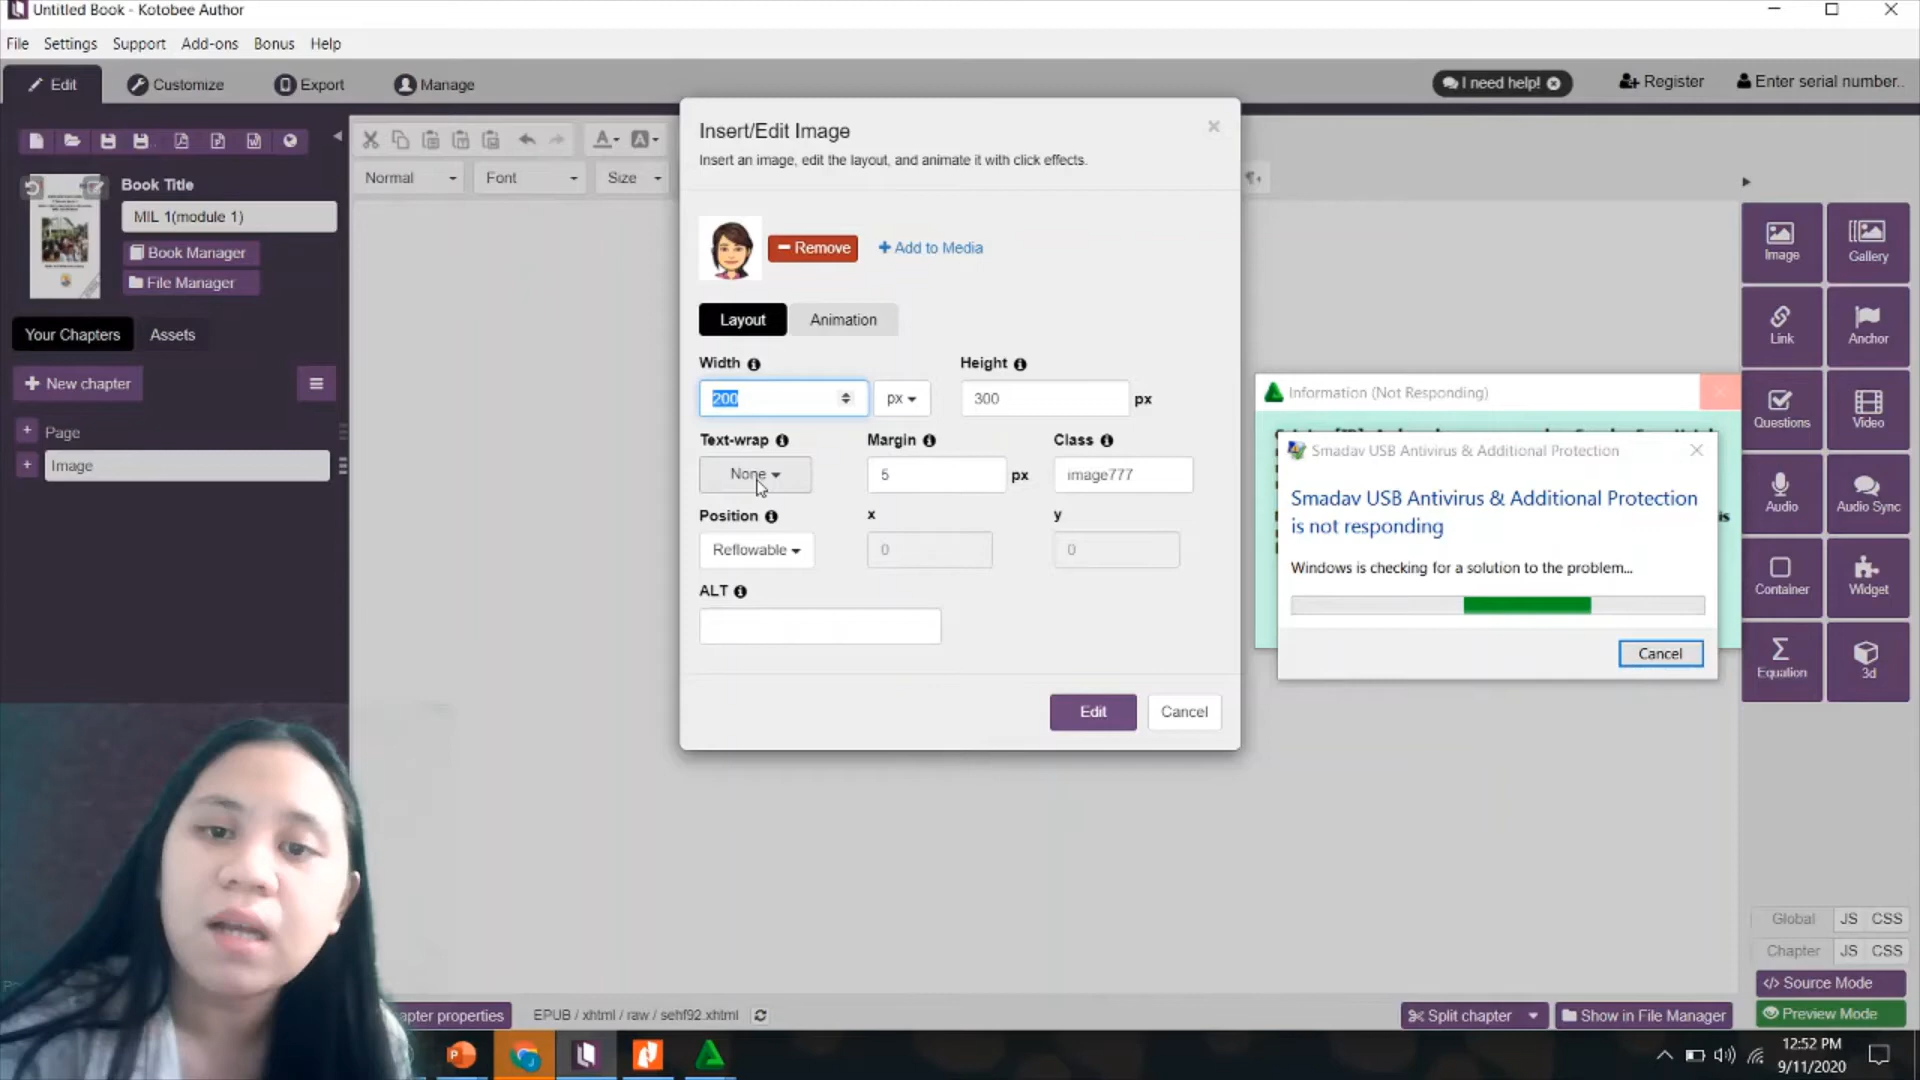 Untitled Book - Kotobee Author
File Settings Support Add-ons Bonus Help
Edit Customize Export Manage
I need help! Register Enter serial number..
Book Title
MIL 1(module 1)
Book Manager
File Manager
Your Chapters Assets
New chapter
Page
Image
Normal Font Size
Insert/Edit Image
Insert an image, edit the layout, and animate it with click effects.
Remove Add to Media
Layout Animation
Width Height
200 px 300 px
Text-wrap Margin Class
None 5 px image777
Position x y
Reflowable 0 0
ALT
Edit Cancel
Information (Not Responding)
Smadav USB Antivirus & Additional Protection
Smadav USB Antivirus & Additional Protection
is not responding
Windows is checking for a solution to the problem...
Cancel
is
Image Gallery
Link Anchor
Questions Video
Audio Audio Sync
Container Widget
Equation 3d
Global JS CSS
Chapter JS CSS
Source Mode
Preview Mode
apter properties EPUB / xhtml / raw / sehf92.xhtml
Split chapter Show in File Manager
12:52 PM
9/11/2020